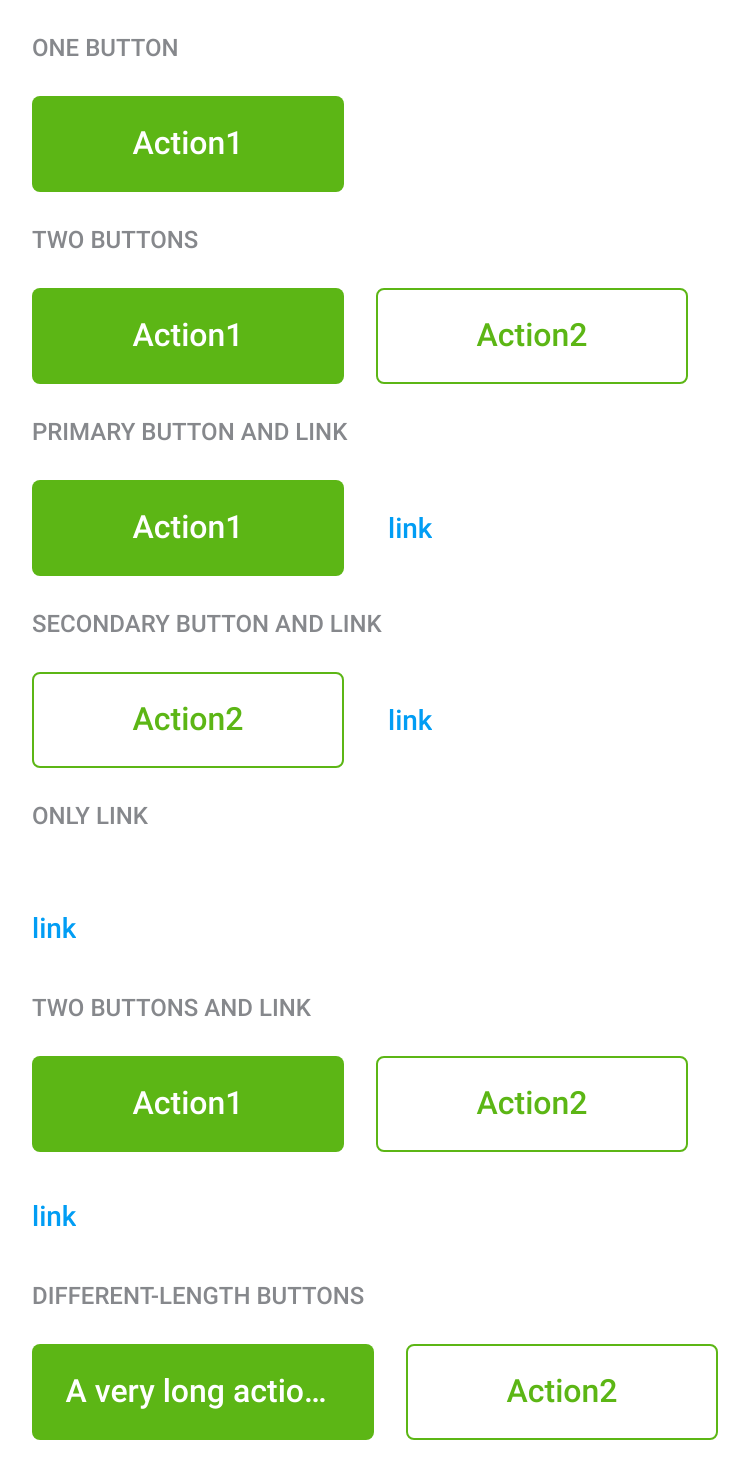 ONE BUTTON
Action1
TWO BUTTONS
Action1 Action2
PRIMARY BUTTON AND LINK
Action1 link
SECONDARY BUTTON AND LINK
Action2 link
ONLY LINK
link
TWO BUTTONS AND LINK
Action1 Action2
link
DIFFERENT-LENGTH BUTTONS
A very long actio... Action2